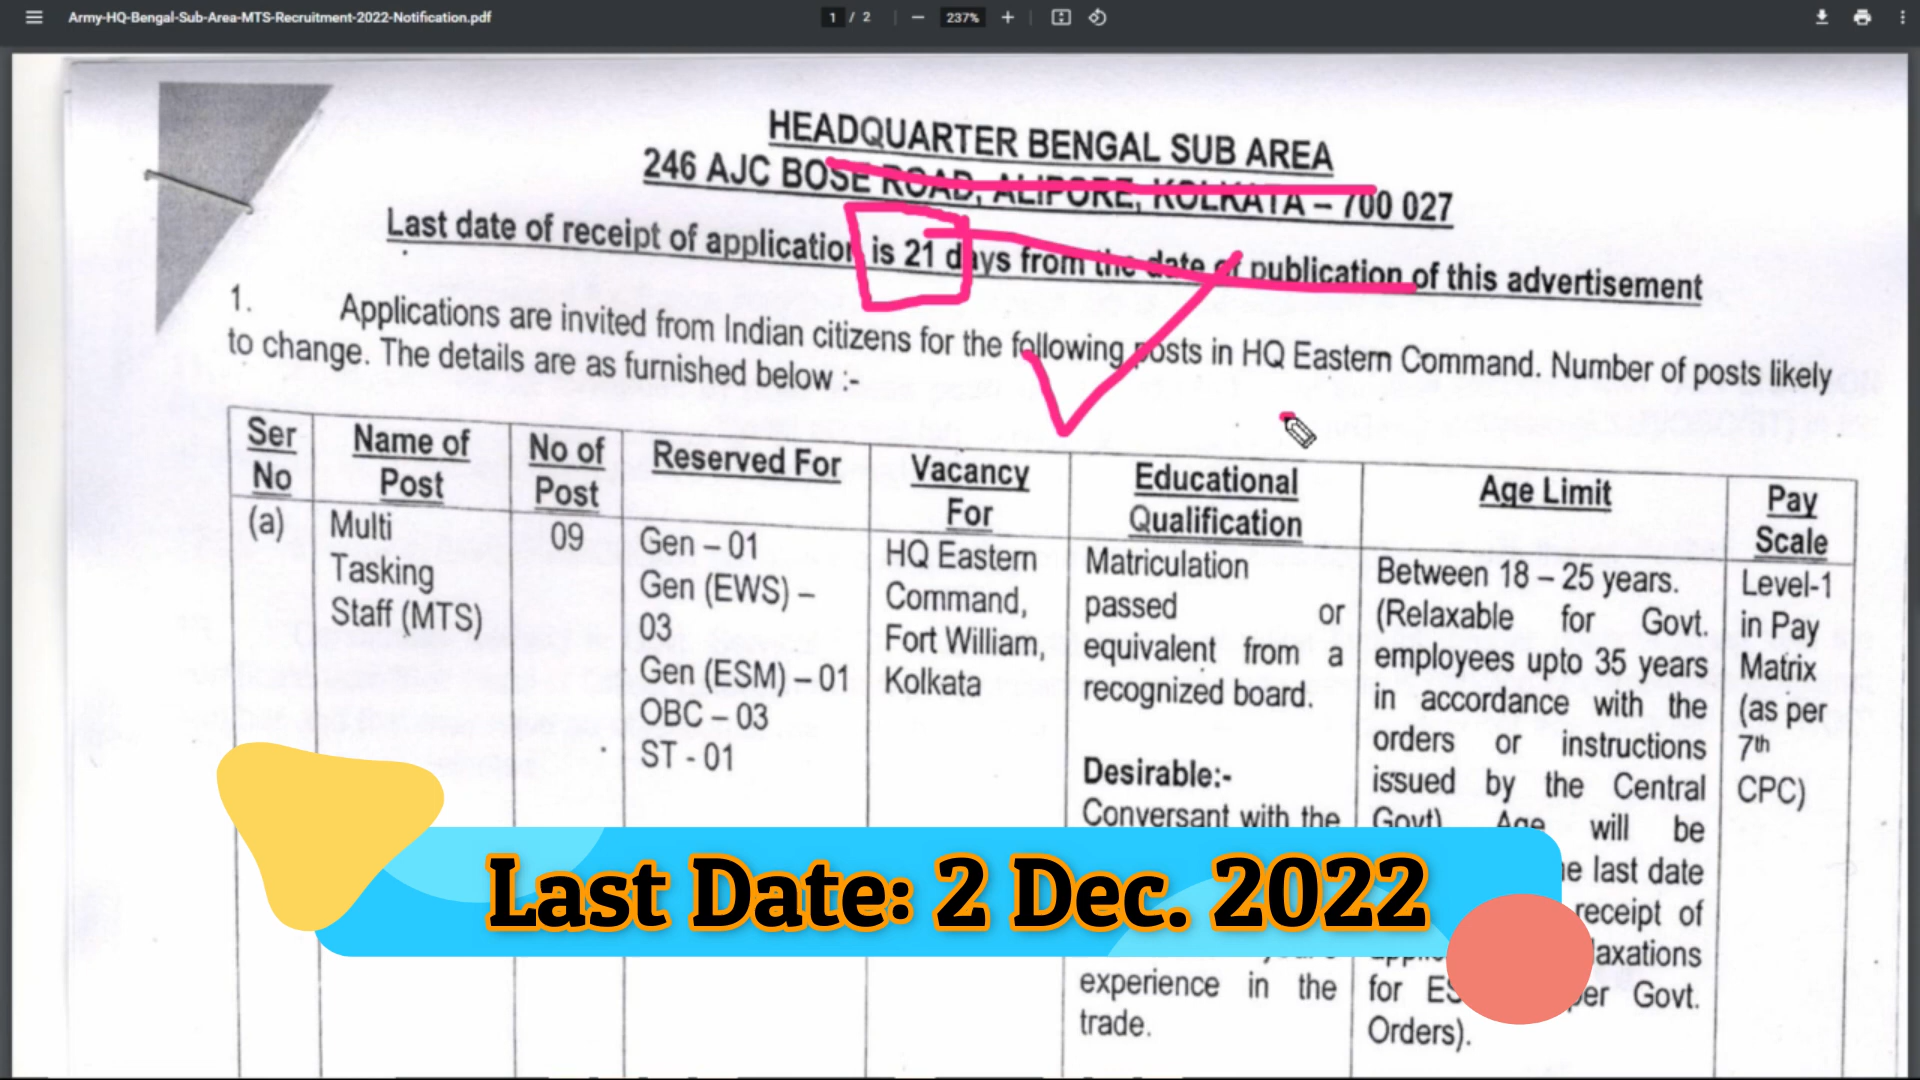 Army-HQ-Bengal-Sub-Area-MTS-Recruitment-2022-Notification.pdf
1 / 2
237%
HEADQUARTER BENGAL SUB AREA
246 AJC BOSE ROAD, ALIPORE, KOLKATA – 700 027
Last date of receipt of application is 21 days from the date of publication of this advertisement
1. Applications are invited from Indian citizens for the following posts in HQ Eastern Command. Number of posts likely
to change. The details are as furnished below :-
Ser
No
Name of
Post
No of
Post
Reserved For
Vacancy
For
Educational
Qualification
Age Limit
Pay
Scale
(a)
Multi
Tasking
Staff (MTS)
09
Gen – 01
Gen (EWS) –
03
Gen (ESM) – 01
OBC – 03
ST - 01
HQ Eastern
Command,
Fort William,
Kolkata
Matriculation
passed or
equivalent from a
recognized board.
Desirable:-
Conversant with the
experience in the
trade.
Between 18 – 25 years.
(Relaxable for Govt.
employees upto 35 years
in accordance with the
orders or instructions
issued by the Central
Govt). Age will be
last date
receipt of
for Govt.
Orders).
Level-1
in Pay
Matrix
(as per
7th
CPC)
Last Date: 2 Dec. 2022